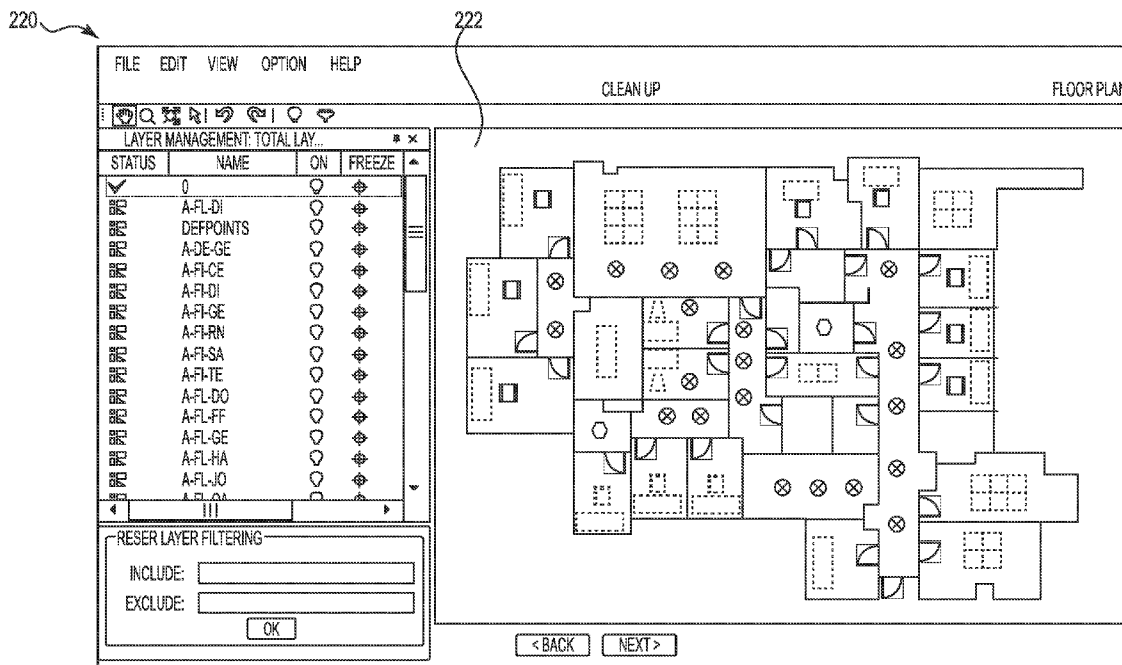 220
222
FILE EDIT VIEW OPTION HELP
CLEAN UP FLOOR PLAN
LAYER MANAGEMENT: TOTAL LAY...
STATUS NAME ON FREEZE
0
A-FL-DI
DEFPOINTS
A-DE-GE
A-FI-CE
A-FI-DI
A-FI-GE
A-FI-RN
A-FI-SA
A-FI-TE
A-FL-DO
A-FL-FF
A-FL-GE
A-FL-HA
A-FL-JO
A-FL-OA
RESER LAYER FILTERING
INCLUDE:
EXCLUDE:
OK
< BACK NEXT >